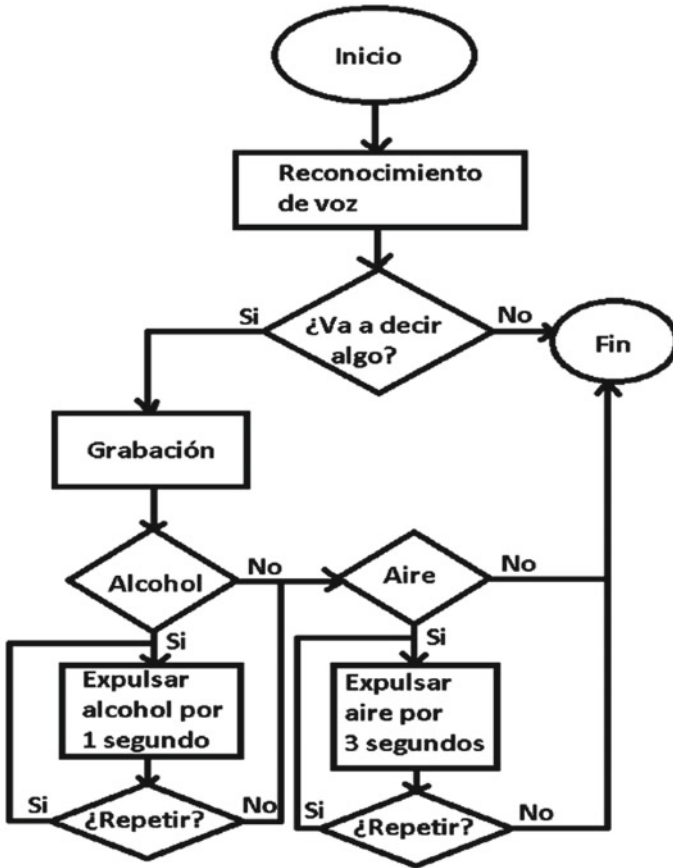 Inicio
Reconocimiento
de voz
¿Va a decir
algo?
Si
No
Fin
Grabación
Alcohol
No
Si
Aire
No
Si
Expulsar
alcohol por
1 segundo
Expulsar
aire por
3 segundos
¿Repetir?
Si
No
¿Repetir?
Si
No